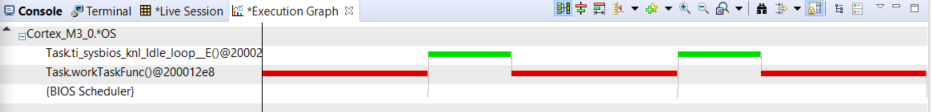 Console Terminal *Live Session *Execution Graph
Cortex_M3_0.*OS
Task.ti_sysbios_knl_Idle_loop__E()@20002
Task.workTaskFunc()@200012e8
{BIOS Scheduler}